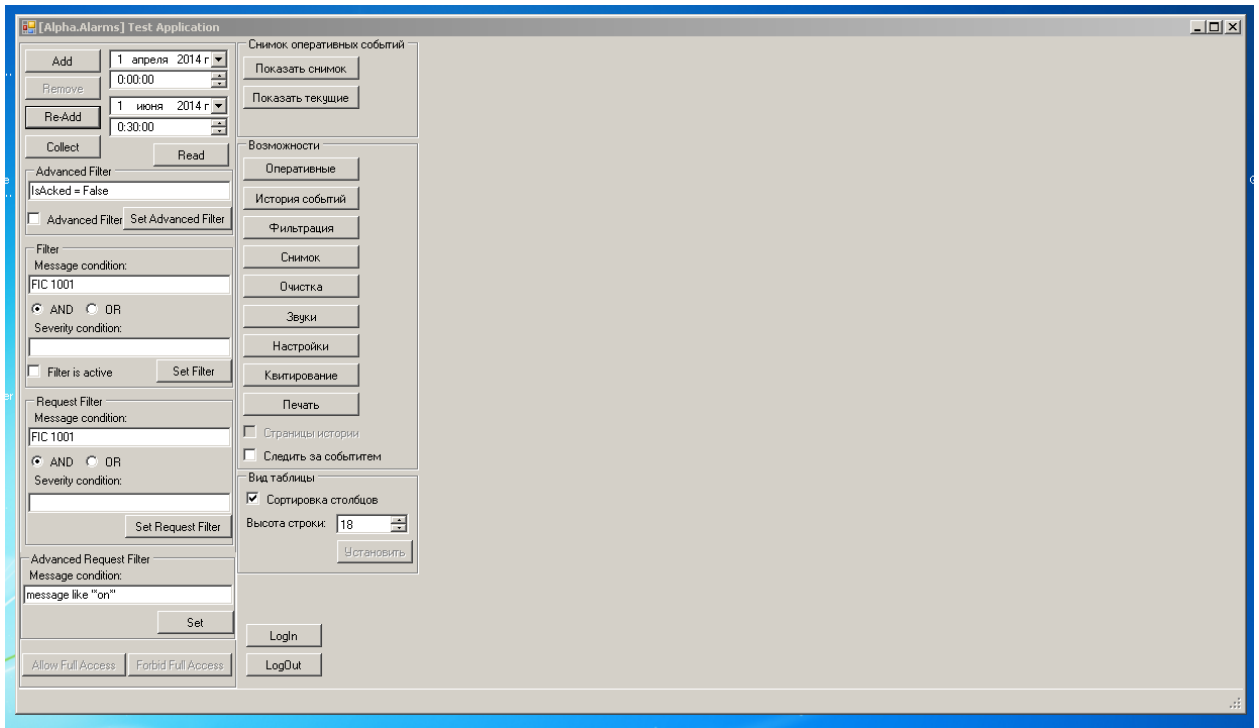 [Alpha.Alarms] Test Application
Add
1 апреля 2014 г
Remove
0:00:00
Re-Add
1 июня 2014 г
0:30:00
Collect
Read
Advanced Filter
IsAcked = False
Advanced Filter
Set Advanced Filter
Filter
Message condition:
FIC 1001
AND OR
Severity condition:
Filter is active
Set Filter
Request Filter
Message condition:
FIC 1001
AND OR
Severity condition:
Set Request Filter
Advanced Request Filter
Message condition:
message like "*on*"
Set
Allow Full Access
Forbid Full Access
Снимок оперативных событий
Показать снимок
Показать текущие
Возможности
Оперативные
История событий
Фильтрация
Снимок
Очистка
Звуки
Настройки
Квитирование
Печать
Страницы истории
Следить за событитем
Вид таблицы
Сортировка столбцов
Высота строки: 18
Установить
LogIn
LogOut